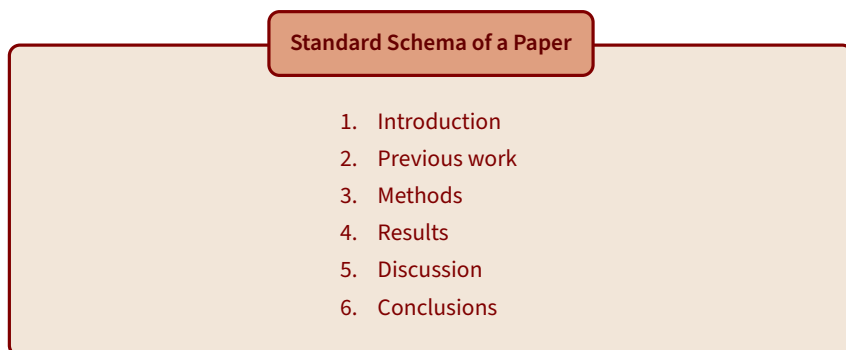 Standard Schema of a Paper
1. Introduction
2. Previous work
3. Methods
4. Results
5. Discussion
6. Conclusions